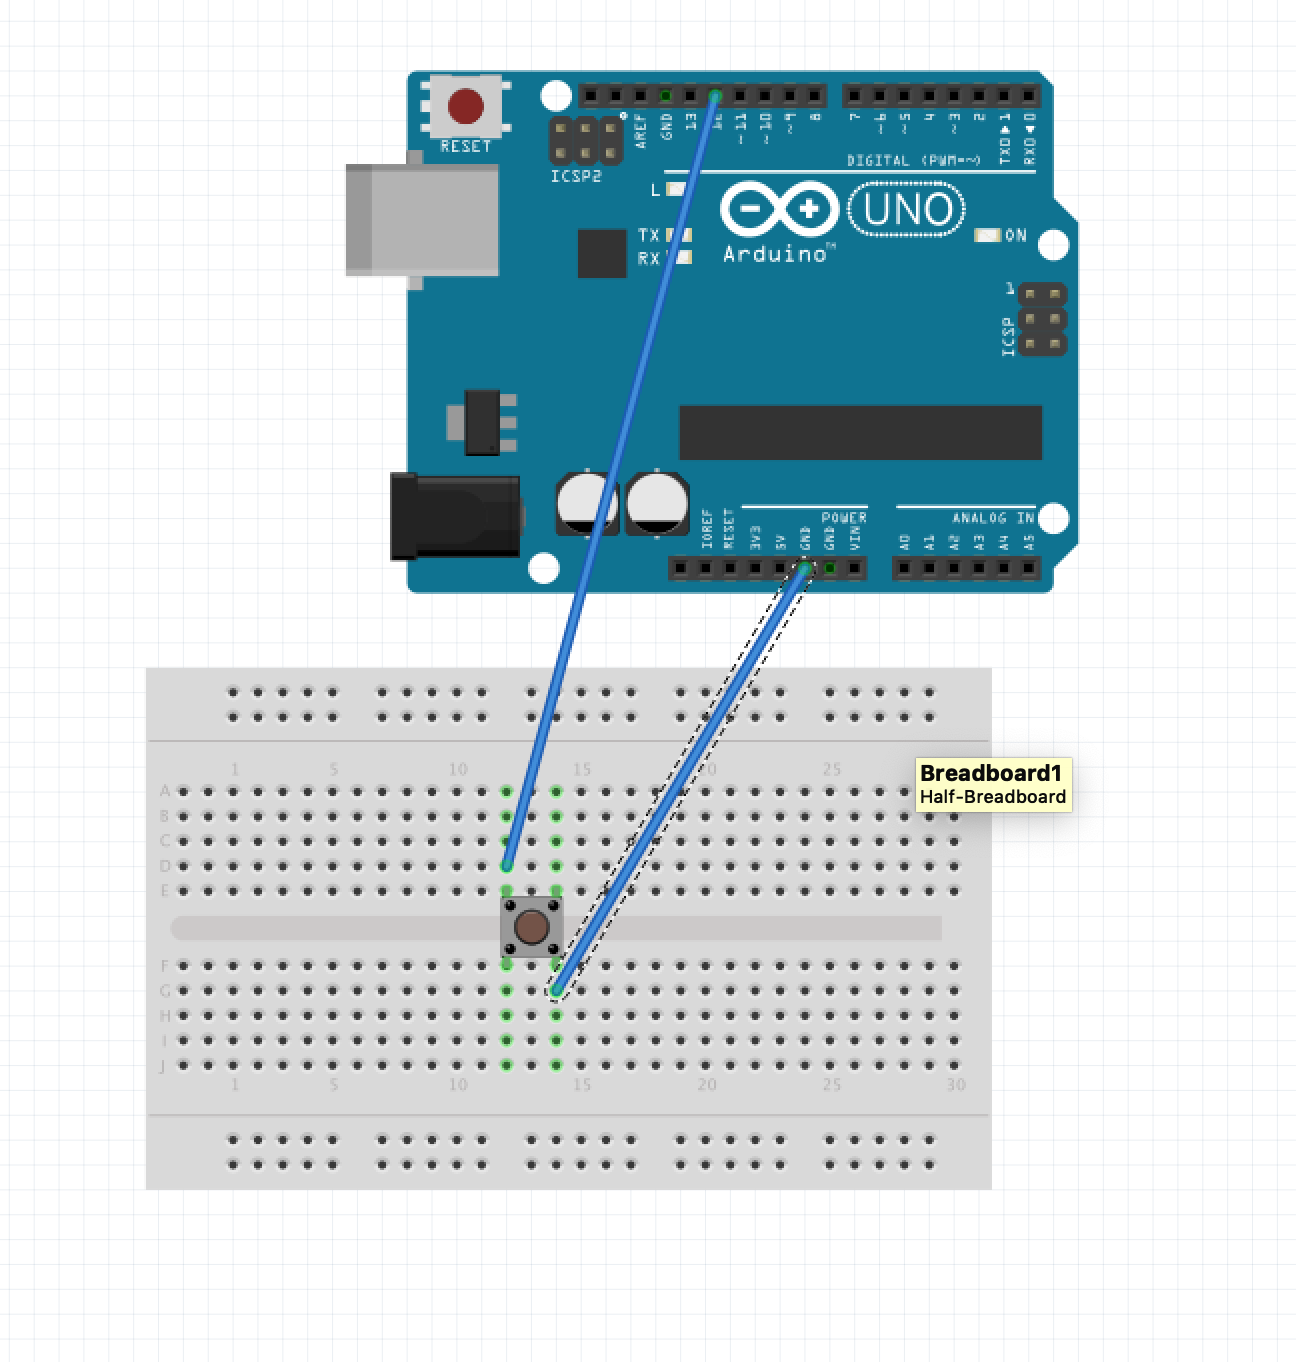 RESET
ICSP2
AREF
GND
13
~11
~10
~9
8
7
~6
~5
4
~3
2
TX0▶1
RX0◀0
DIGITAL (PWM=~)
L
TX
RX
Arduino™
UNO
ON
1
ICSP
IOREF
RESET
3V3
5V
GND
GND
VIN
POWER
ANALOG IN
A0
A1
A2
A3
A4
A5
1 5 10 15 20 25
Breadboard1
Half-Breadboard
A
B
C
D
E
F
G
H
I
J
1 5 10 15 20 25 30